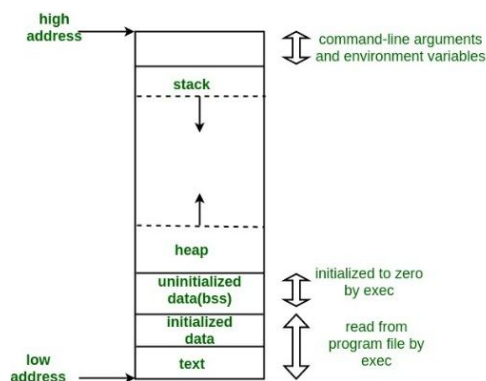 high
address
command-line arguments
and environment variables
stack
heap
uninitialized
data(bss)
initialized to zero
by exec
initialized
data
read from
program file by
exec
text
low
address